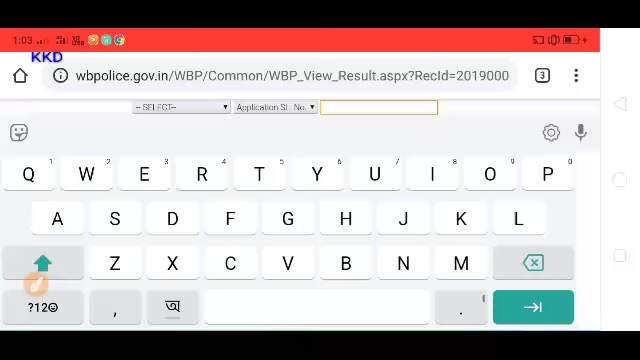 1:03
KKD
wbpolice.gov.in/WBP/Common/WBP_View_Result.aspx?RecId=2019000
3
-- SELECT--
Application Sl. No.
Q 1 W 2 E 3 R 4 T 5 Y 6 U 7 I 8 O 9 P 0
A S D F G H J K L
Z X C V B N M
?12 , অ .